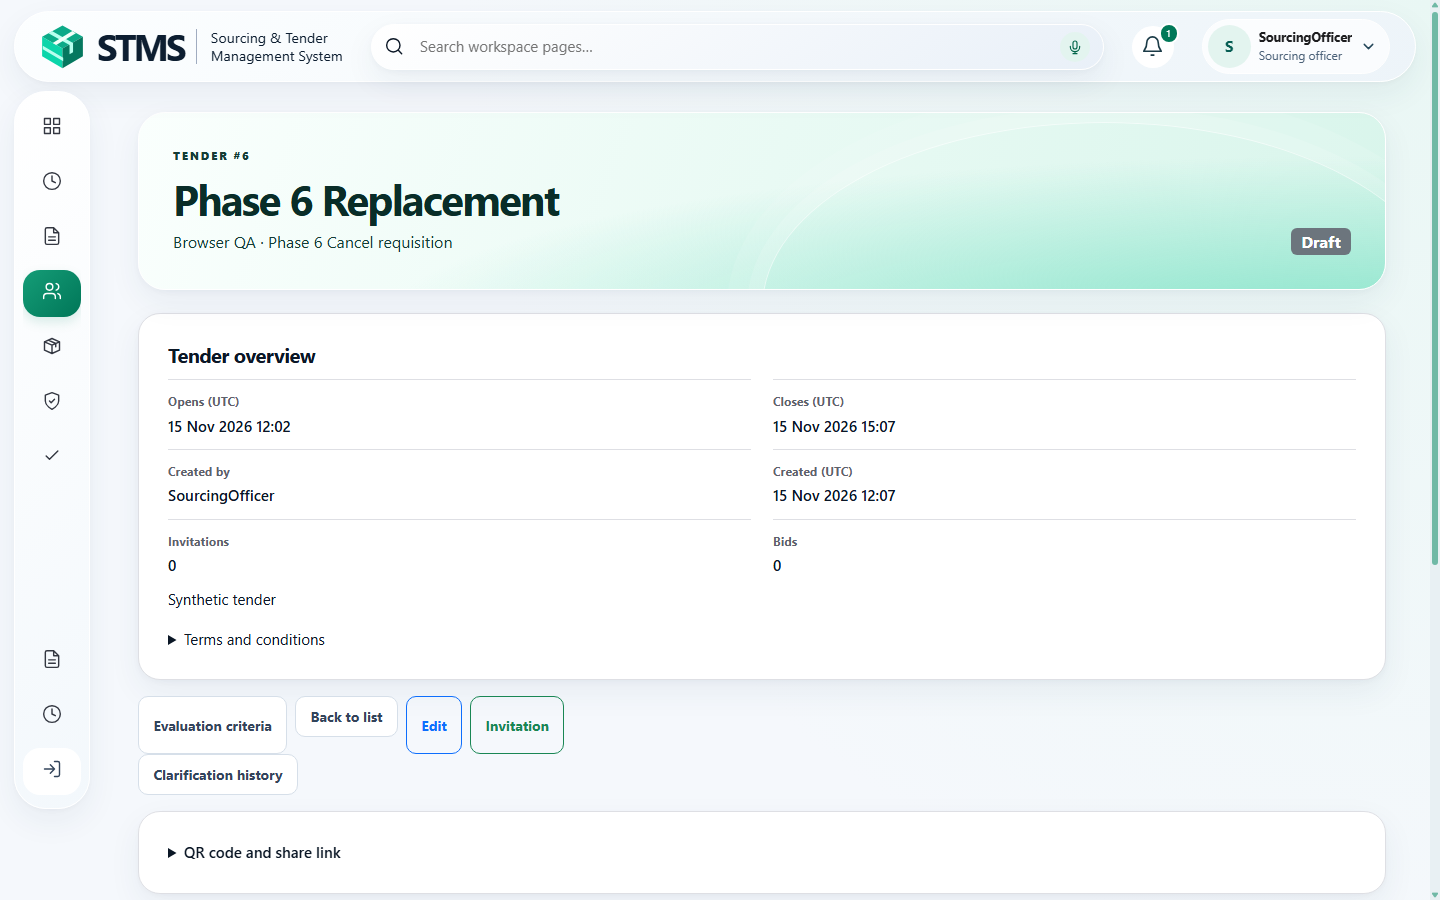 STMS
Sourcing & Tender
Management System
Search workspace pages...
1
S
SourcingOfficer
Sourcing officer
TENDER #6
Phase 6 Replacement
Browser QA · Phase 6 Cancel requisition
Draft
Tender overview
Opens (UTC)
15 Nov 2026 12:02
Closes (UTC)
15 Nov 2026 15:07
Created by
SourcingOfficer
Created (UTC)
15 Nov 2026 12:07
Invitations
0
Bids
0
Synthetic tender
Terms and conditions
Evaluation criteria
Back to list
Edit
Invitation
Clarification history
QR code and share link